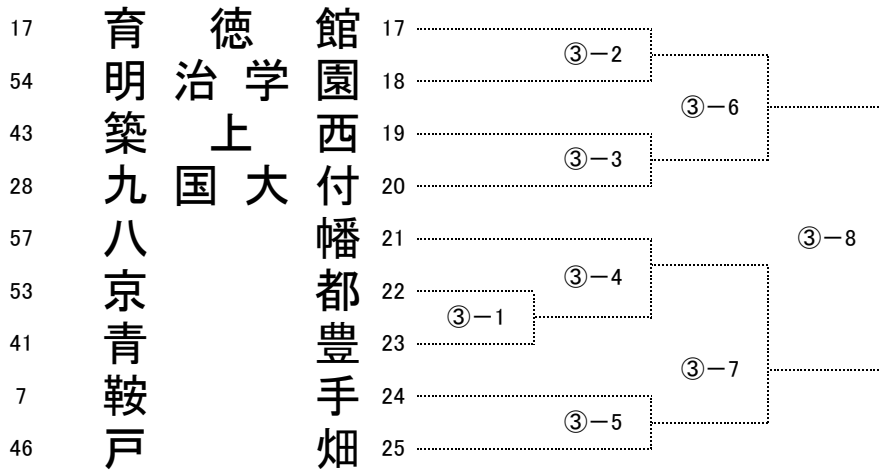 17 育徳館 17
③－2
54 明治学園 18
③－6
43 築上西 19
③－3
28 九国大付 20
57 八幡 21
③－8
③－4
53 京都 22
③－1
41 青豊 23
③－7
7 鞍手 24
③－5
46 戸畑 25